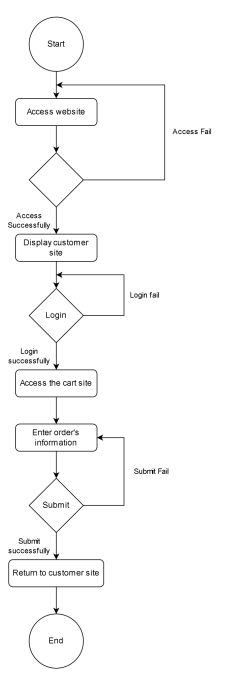 Start
Access website
Access Fail
Access
Successfully
Display customer
site
Login fail
Login
Login
successfully
Access the cart site
Enter order's
information
Submit Fail
Submit
Submit
successfully
Return to customer site
End